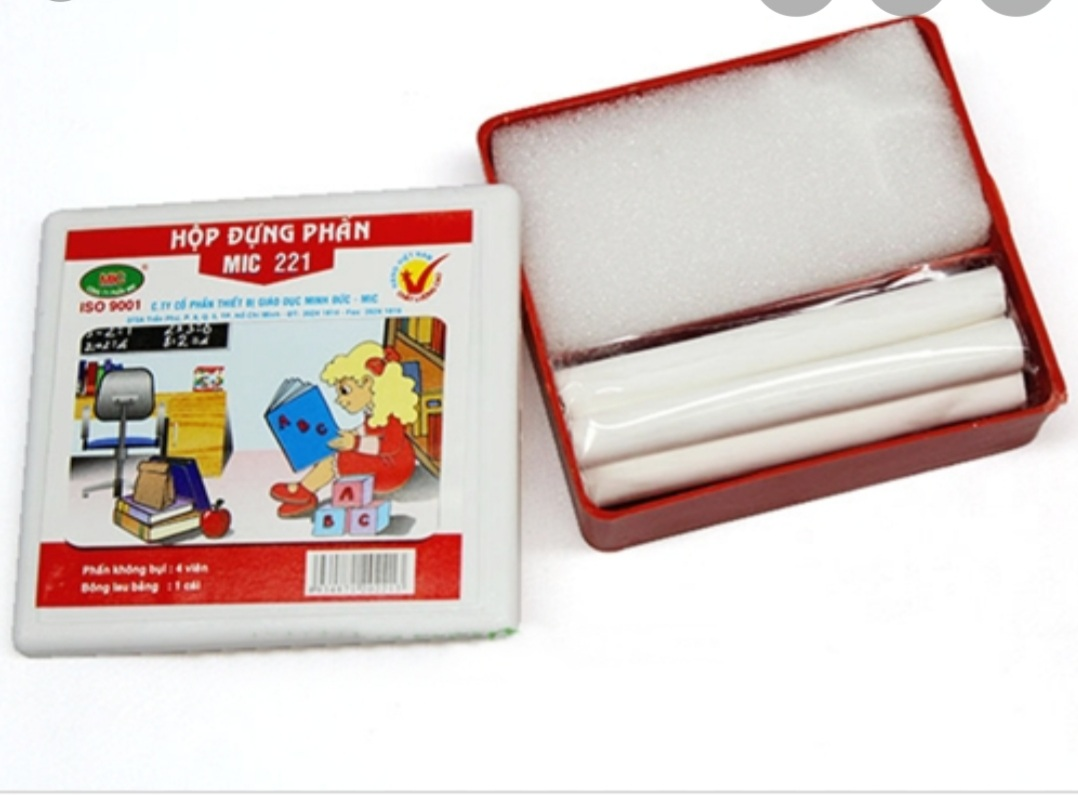 HỘP ĐỰNG PHẤN
MIC 221
MIC
ISO 9001
C.TY CỔ PHẦN THIẾT BỊ GIÁO DỤC MINH ĐỨC - MIC
A B C
A
B C
Phấn không bụi : 4 viên
Bông lau bảng : 1 cái